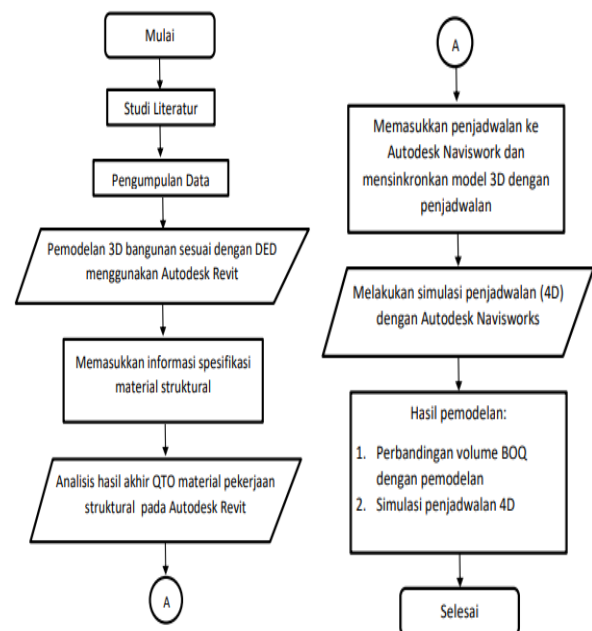 Mulai
Studi Literatur
Pengumpulan Data
Pemodelan 3D bangunan sesuai dengan DED
menggunakan Autodesk Revit
Memasukkan informasi spesifikasi
material struktural
Analisis hasil akhir QTO material pekerjaan
struktural pada Autodesk Revit
A
A
Memasukkan penjadwalan ke
Autodesk Naviswork dan
mensinkronkan model 3D dengan
penjadwalan
Melakukan simulasi penjadwalan (4D)
dengan Autodesk Navisworks
Hasil pemodelan:
1. Perbandingan volume BOQ
dengan pemodelan
2. Simulasi penjadwalan 4D
Selesai